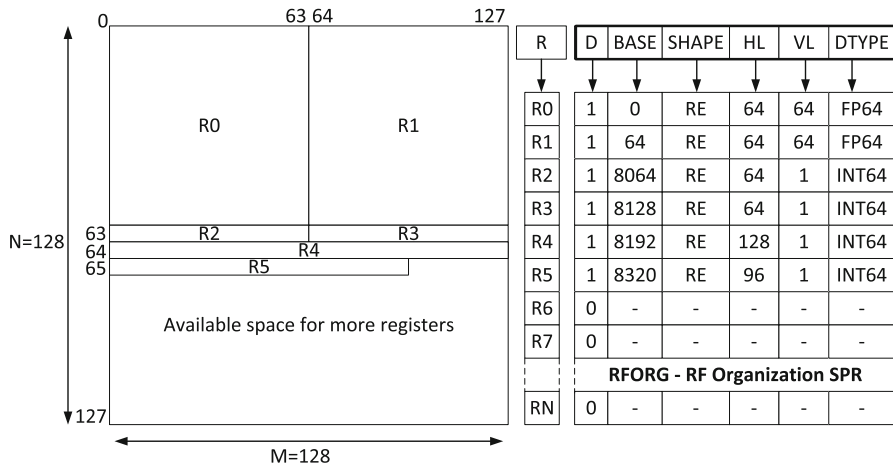 0 63 64 127
R0 R1
N=128
63 R2 R3
64 R4
65 R5
Available space for more registers
127
M=128
R D BASE SHAPE HL VL DTYPE
R0 1 0 RE 64 64 FP64
R1 1 64 RE 64 64 FP64
R2 1 8064 RE 64 1 INT64
R3 1 8128 RE 64 1 INT64
R4 1 8192 RE 128 1 INT64
R5 1 8320 RE 96 1 INT64
R6 0 - - - - -
R7 0 - - - - -
RFORG - RF Organization SPR
RN 0 - - - - -